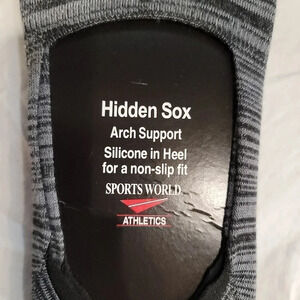 Hidden Sox
Arch Support
Silicone in Heel
for a non-slip fit
SPORTS WORLD
ATHLETICS